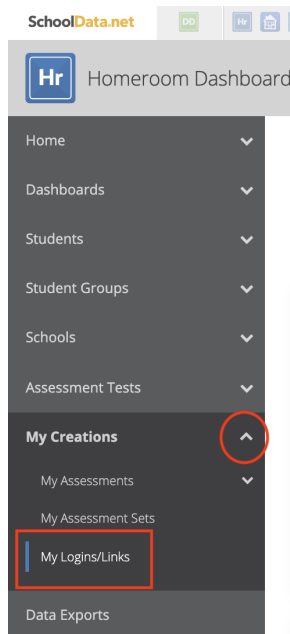 SchoolData.net DD Hr
Hr Homeroom Dashboard
Home
Dashboards
Students
Student Groups
Schools
Assessment Tests
My Creations
My Assessments
My Assessment Sets
My Logins/Links
Data Exports